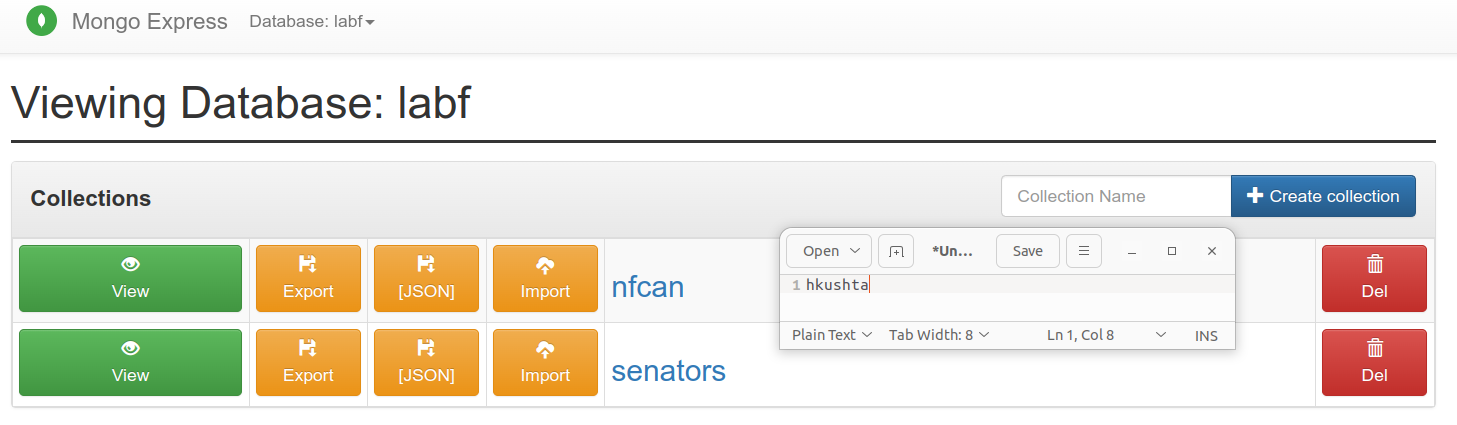 Mongo Express Database: labf
Viewing Database: labf
Collections
Collection Name
Create collection
View
Export
[JSON]
Import
nfcan
Del
View
Export
[JSON]
Import
senators
Del
Open
*Un...
Save
1 hkushta
Plain Text Tab Width: 8 Ln 1, Col 8 INS